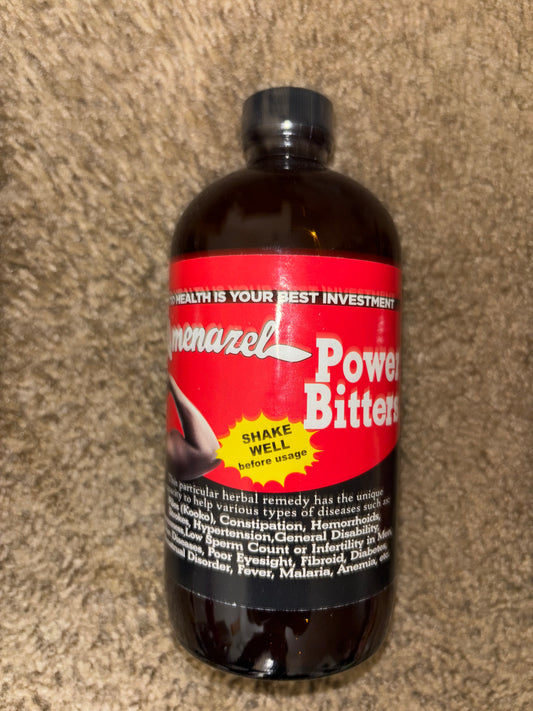 O HEALTH IS YOUR BEST INVESTMENT
menazel
Power
Bitters
SHAKE
WELL
before usage
particular herbal remedy has the unique
to help various types of diseases such as:
(Kooko), Constipation, Hemorrhoids,
Hypertension, General Disability,
Low Sperm Count or Infertility in Men,
Diseases, Poor Eyesight, Fibroid, Diabetes,
Disorder, Fever, Malaria, Anemia, etc.